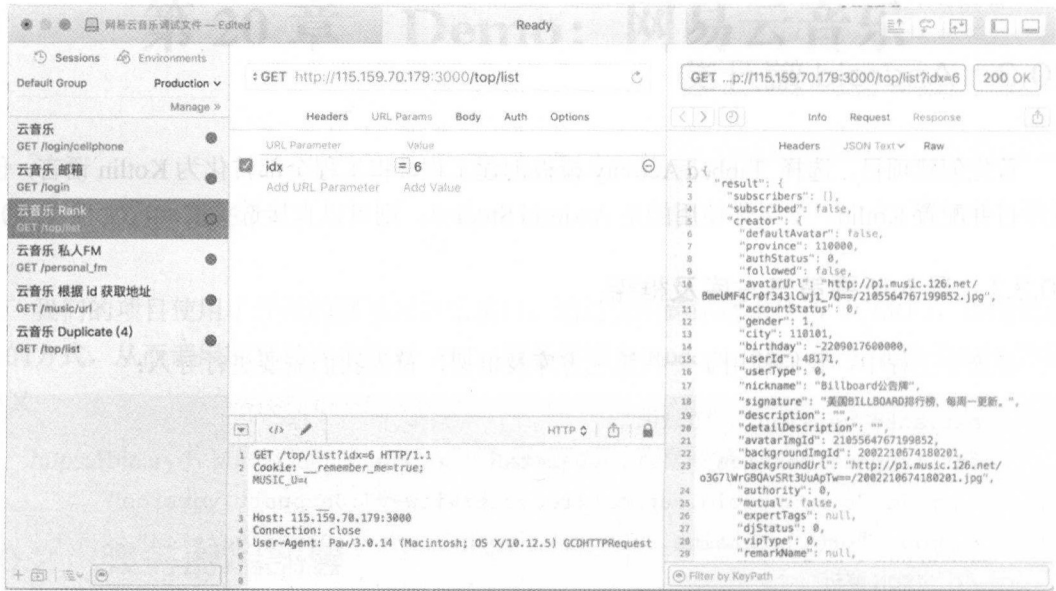 网易云音乐调试文件 — Edited
Ready
Sessions
Environments
Default Group
Production
Manage »
云音乐
GET /login/cellphone
云音乐 邮箱
GET /login
云音乐 Rank
GET /top/list
云音乐 私人FM
GET /personal_fm
云音乐 根据 id 获取地址
GET /music/url
云音乐 Duplicate (4)
GET /top/list
GET http://115.159.70.179:3000/top/list
Headers URL Params Body Auth Options
URL Parameter Value
idx = 6
Add URL Parameter Add Value
</>
HTTP
1 GET /top/list?idx=6 HTTP/1.1
2 Cookie: __remember_me=true;
MUSIC_U=
3 Host: 115.159.70.179:3000
4 Connection: close
5 User-Agent: Paw/3.0.14 (Macintosh; OS X/10.12.5) GCDHTTPRequest
6
7
8
GET ...p://115.159.70.179:3000/top/list?idx=6
200 OK
Info Request Response
Headers JSON Text Raw
1 {
2 "result": {
3 "subscribers": [],
4 "subscribed": false,
5 "creator": {
6 "defaultAvatar": false,
7 "province": 110000,
8 "authStatus": 0,
9 "followed": false,
10 "avatarUrl": "http://p1.music.126.net/
BmeUMF4Cr0f343lCwj1_7Q==/2105564767199852.jpg",
11 "accountStatus": 0,
12 "gender": 1,
13 "city": 110101,
14 "birthday": -2209017600000,
15 "userId": 48171,
16 "userType": 0,
17 "nickname": "Billboard公告牌",
18 "signature": "美国BILLBOARD排行榜，每周一更新。",
19 "description": "",
20 "detailDescription": "",
21 "avatarImgId": 2105564767199852,
22 "backgroundImgId": 2002210674180201,
23 "backgroundUrl": "http://p1.music.126.net/
o3G7lWrGBQAvSRt3UuApTw==/2002210674180201.jpg",
24 "authority": 0,
25 "mutual": false,
26 "expertTags": null,
27 "djStatus": 0,
28 "vipType": 0,
29 "remarkName": null,
Filter by KeyPath